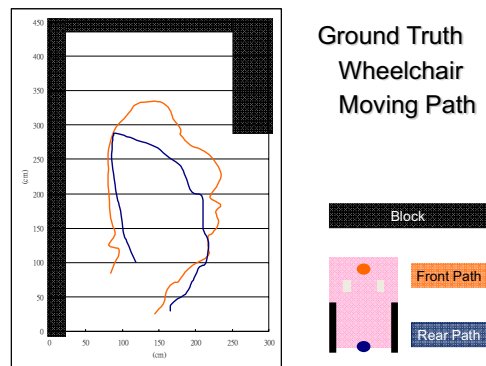 Ground Truth
Wheelchair
Moving Path
450
400
350
300
250
200
150
100
50
0
(cm)
0 50 100 150 200 250 300
(cm)
Block
Front Path
Rear Path